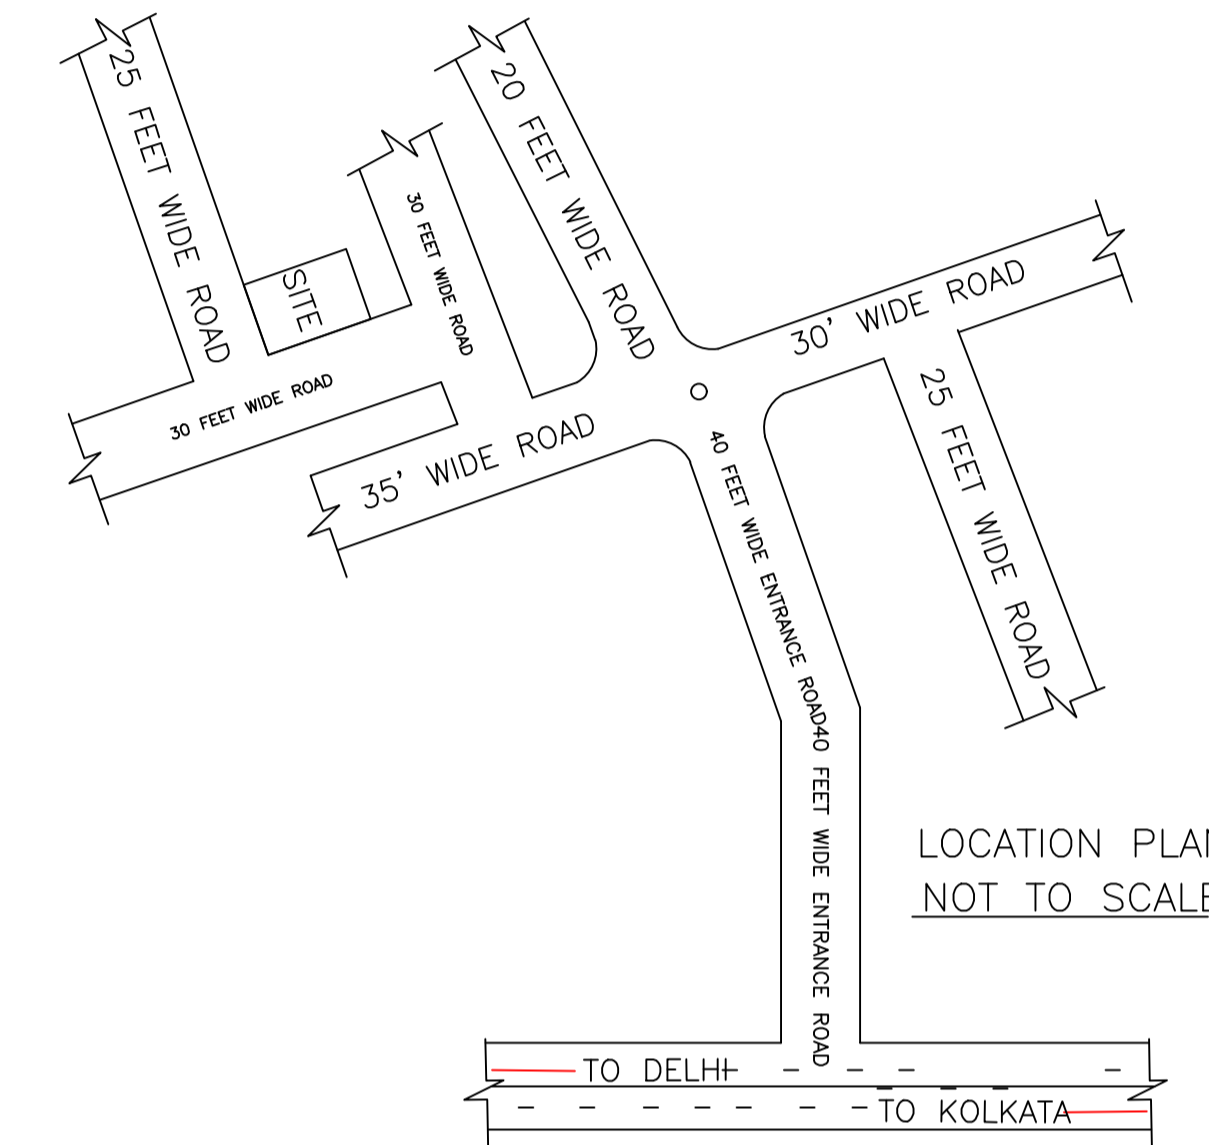 25 FEET WIDE ROAD
20 FEET WIDE ROAD
30 FEET WIDE ROAD
SITE
30' WIDE ROAD
30 FEET WIDE ROAD
35' WIDE ROAD
25 FEET WIDE ROAD
40 FEET WIDE ENTRANCE ROAD
40 FEET WIDE ENTRANCE ROAD
LOCATION PLAN
NOT TO SCALE
TO DELHI
TO KOLKATA